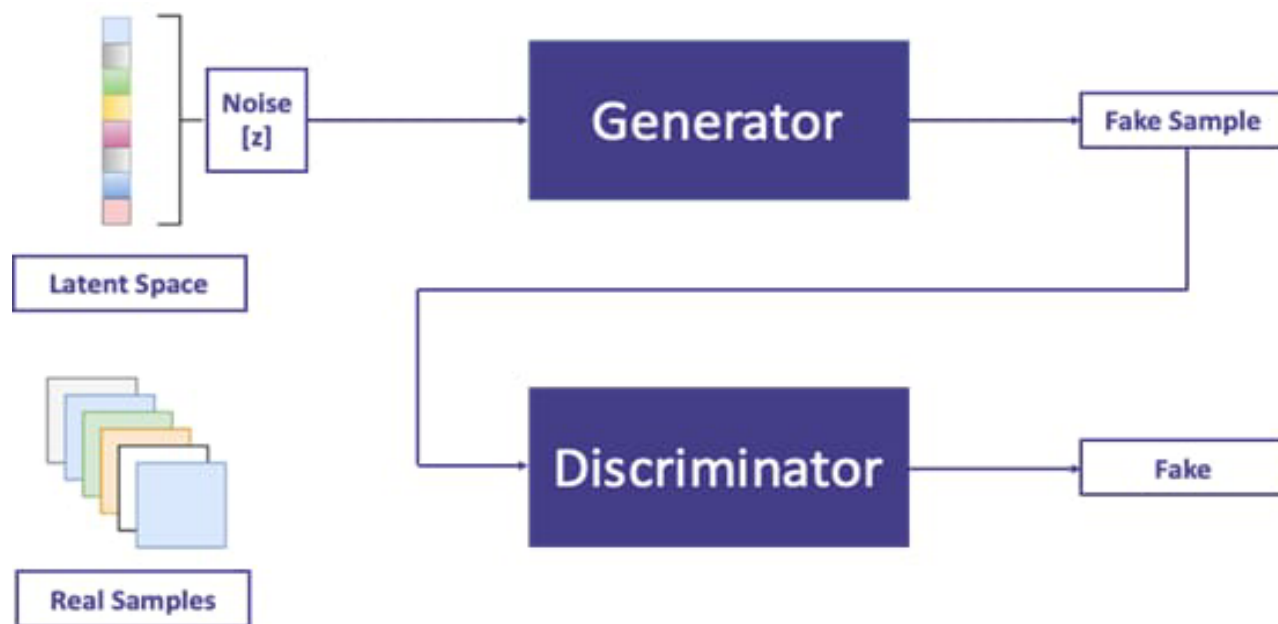 Noise
[z]
Generator
Fake Sample
Latent Space
Discriminator
Fake
Real Samples